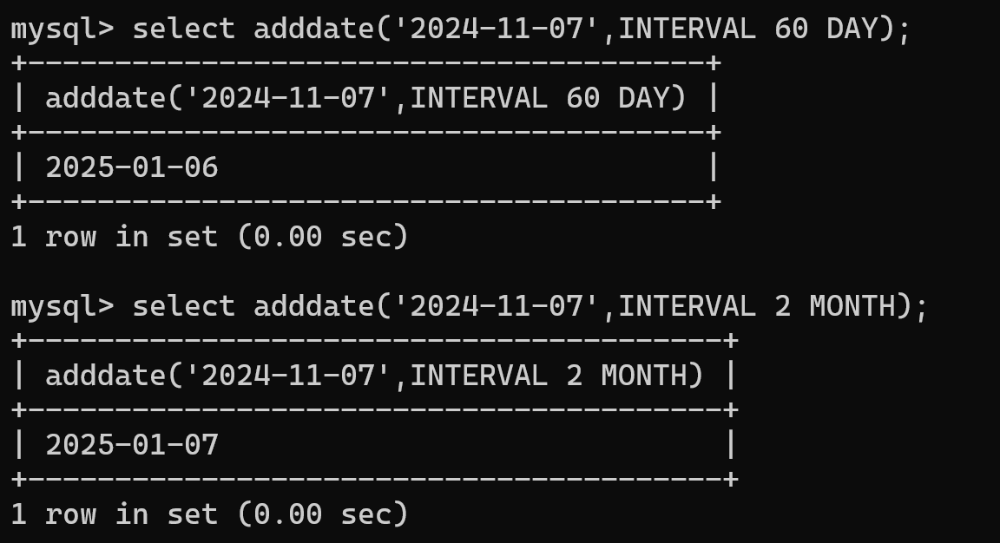 mysql> select adddate('2024-11-07',INTERVAL 60 DAY);
+---------------------------------------+
| adddate('2024-11-07',INTERVAL 60 DAY) |
+---------------------------------------+
| 2025-01-06                            |
+---------------------------------------+
1 row in set (0.00 sec)

mysql> select adddate('2024-11-07',INTERVAL 2 MONTH);
+----------------------------------------+
| adddate('2024-11-07',INTERVAL 2 MONTH) |
+----------------------------------------+
| 2025-01-07                             |
+----------------------------------------+
1 row in set (0.00 sec)